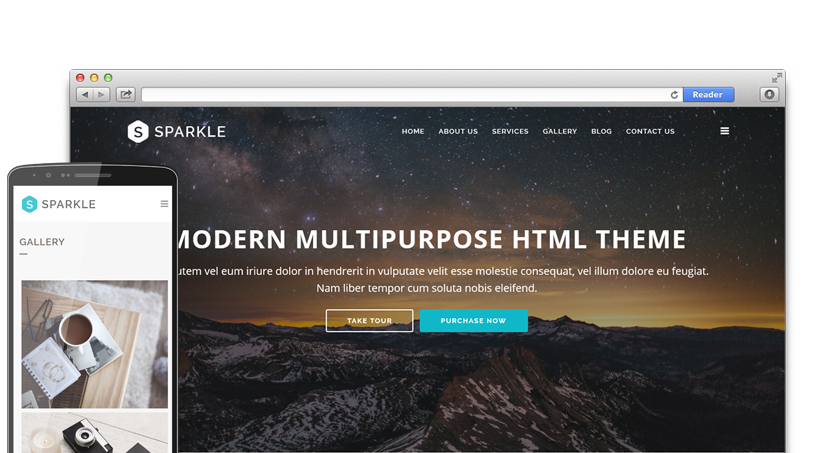 Reader
S SPARKLE
HOME ABOUT US SERVICES GALLERY BLOG CONTACT US
MODERN MULTIPURPOSE HTML THEME
utem vel eum iriure dolor in hendrerit in vulputate velit esse molestie consequat, vel illum dolore eu feugiat.
Nam liber tempor cum soluta nobis eleifend.
TAKE TOUR
PURCHASE NOW
S SPARKLE
GALLERY